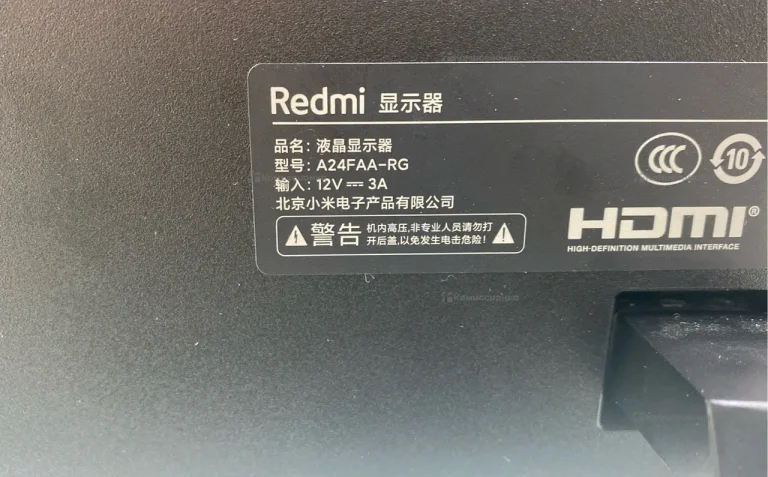 Redmi 显示器
品名: 液晶显示器
型号: A24FAA-RG
输入: 12V⎓3A
北京小米电子产品有限公司
警告 机内高压,非专业人员请勿打
开后盖,以免发生电击危险!
CCC
10
HDMI®
HIGH-DEFINITION MULTIMEDIA INTERFACE